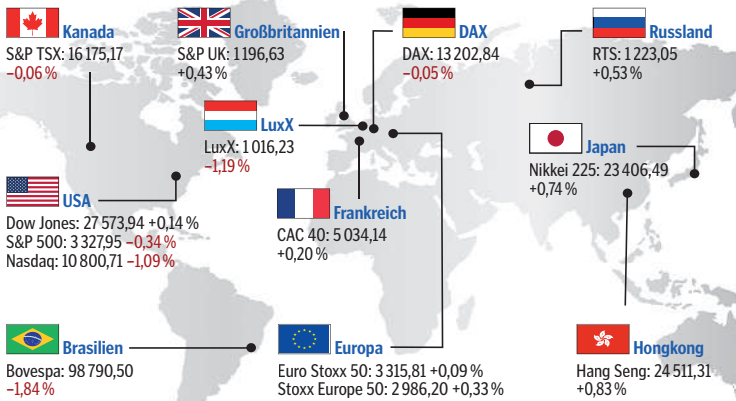 Kanada
S&P TSX: 16 175,17
–0,06 %
Großbritannien
S&P UK: 1196,63
+0,43 %
DAX
DAX: 13 202,84
–0,05 %
Russland
RTS: 1 223,05
+0,53 %
LuxX
LuxX: 1 016,23
–1,19 %
Japan
Nikkei 225: 23 406,49
+0,74 %
USA
Dow Jones: 27 573,94 +0,14 %
S&P 500: 3 327,95 –0,34 %
Nasdaq: 10 800,71 –1,09 %
Frankreich
CAC 40: 5 034,14
+0,20 %
Brasilien
Bovespa: 98 790,50
–1,84 %
Europa
Euro Stoxx 50: 3 315,81 +0,09 %
Stoxx Europe 50: 2 986,20 +0,33 %
Hongkong
Hang Seng: 24 511,31
+0,83 %